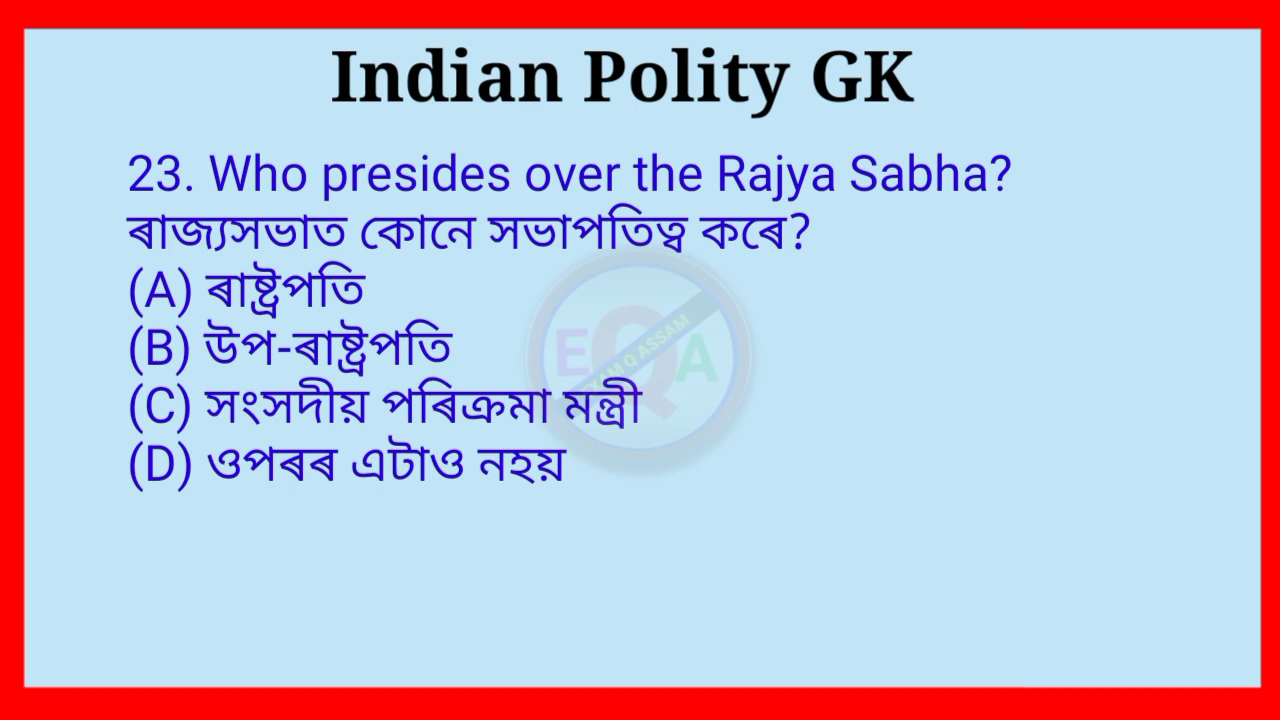 Indian Polity GK
23. Who presides over the Rajya Sabha?
ৰাজ্যসভাত কোনে সভাপতিত্ব কৰে?
(A) ৰাষ্ট্ৰপতি
(B) উপ-ৰাষ্ট্ৰপতি
(C) সংসদীয় পৰিক্ৰমা মন্ত্ৰী
(D) ওপৰৰ এটাও নহয়
E Q A
Q ASSAM